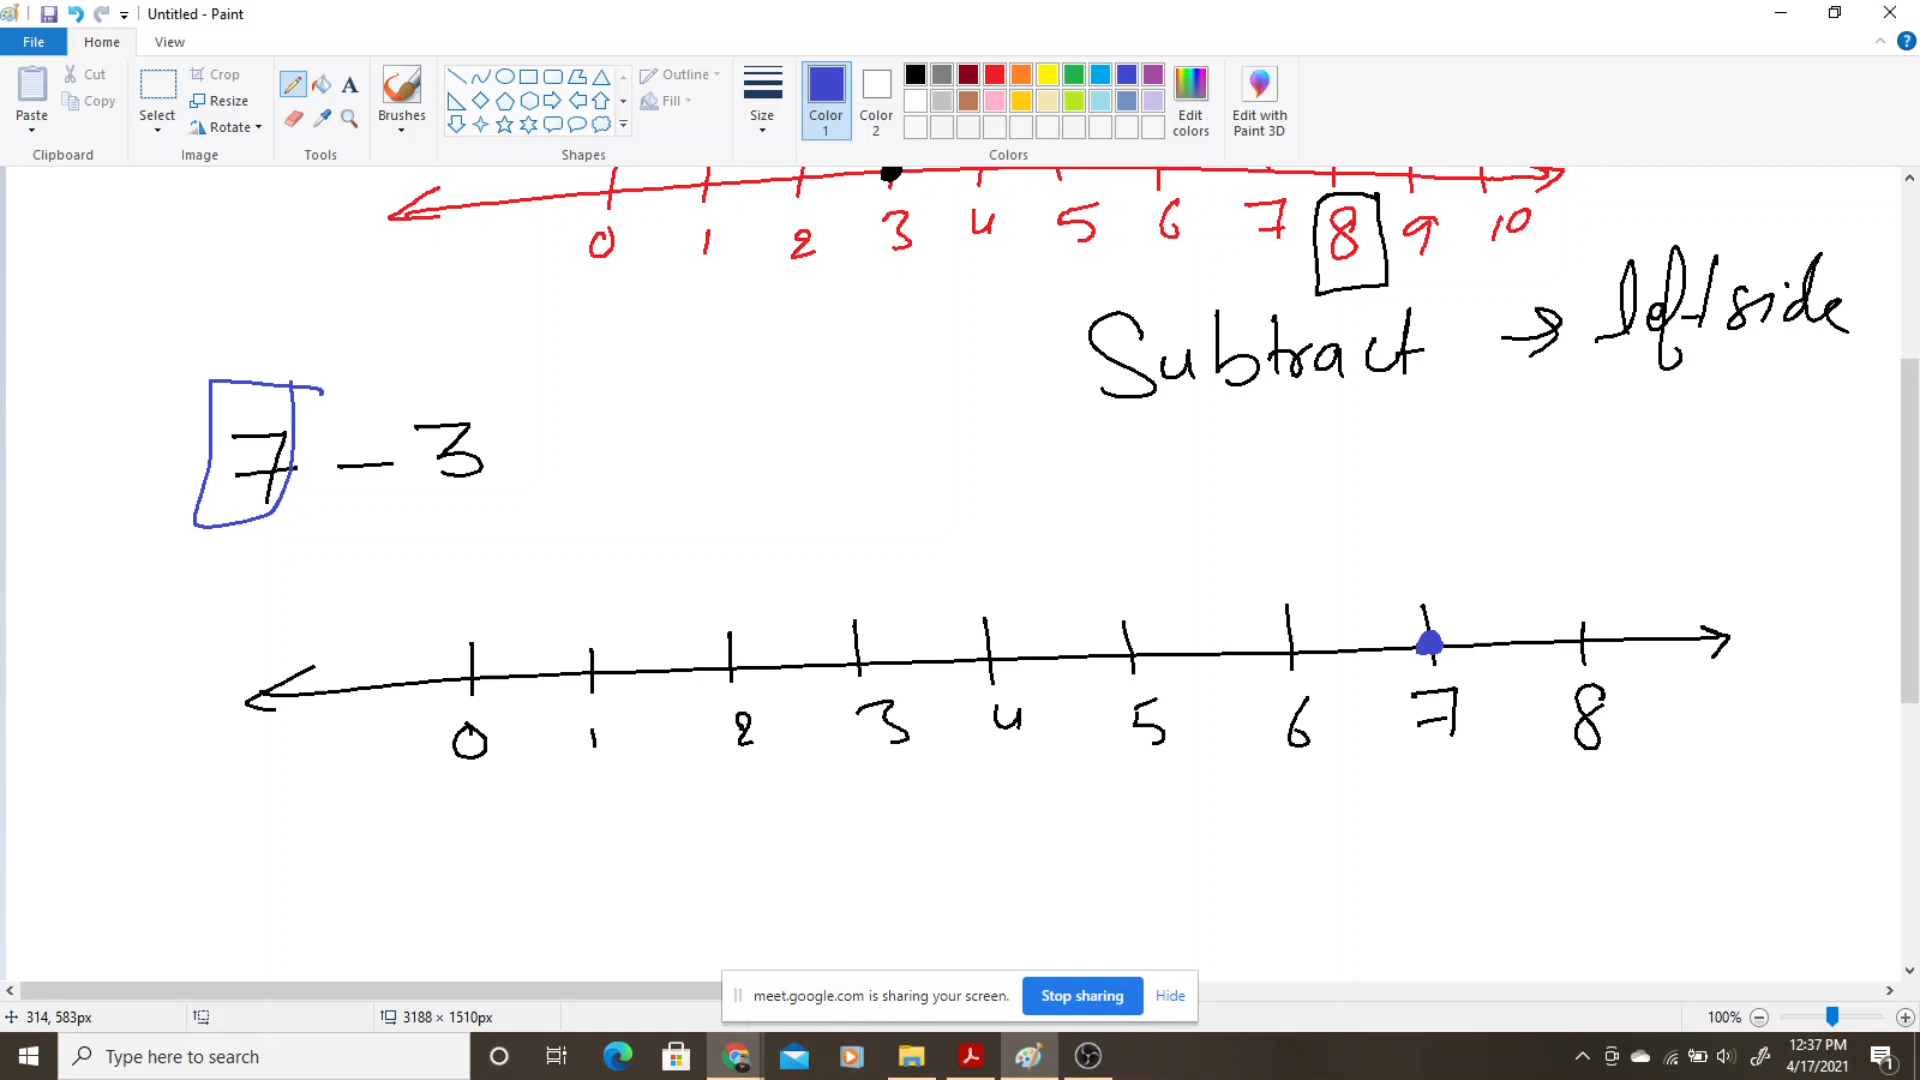 Untitled - Paint
File Home View
Paste Cut Copy Clipboard
Select Crop Resize Rotate Image
A Tools
Brushes
Outline Fill Shapes
Size
Color 1 Color 2 Edit colors Colors
Edit with Paint 3D
0 1 2 3 4 5 6 7 8 9 10
Subtract → left side
7 - 3
0 1 2 3 4 5 6 7 8
meet.google.com is sharing your screen. Stop sharing Hide
314, 583px 3188 × 1510px 100%
Type here to search 12:37 PM
4/17/2021 1